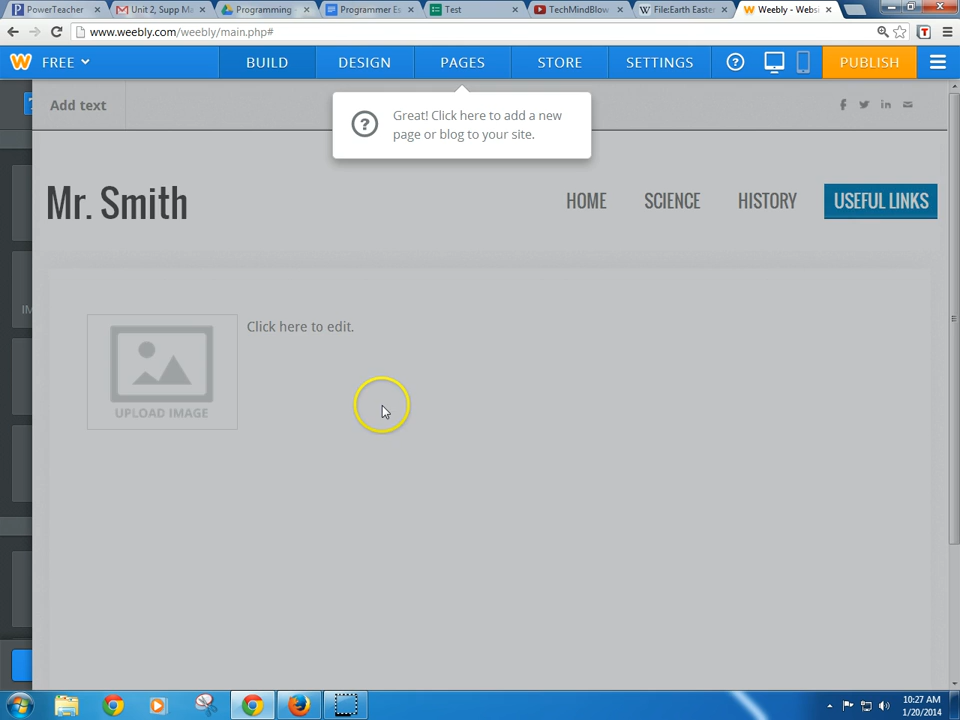 PowerTeacher
Unit 2, Supp Ma
Programming
Programmer Es
Test
TechMindBlow
File:Earth Easter
Weebly - Websi
www.weebly.com/weebly/main.php#
FREE
BUILD
DESIGN
PAGES
STORE
SETTINGS
PUBLISH
Add text
Great! Click here to add a new
page or blog to your site.
Mr. Smith
HOME
SCIENCE
HISTORY
USEFUL LINKS
Click here to edit.
UPLOAD IMAGE
10:27 AM
1/20/2014